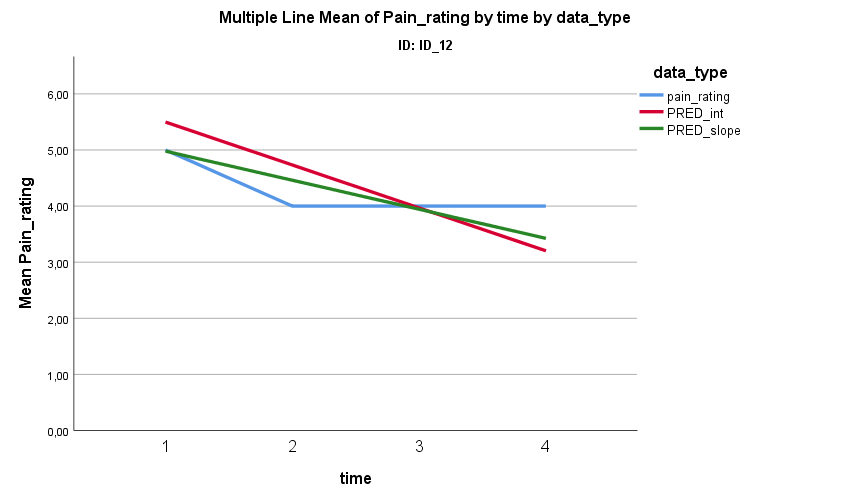 Multiple Line Mean of Pain_rating by time by data_type
ID: ID_12
data_type
pain_rating
PRED_int
PRED_slope
Mean Pain_rating
6,00
5,00
4,00
3,00
2,00
1,00
0,00
1 2 3 4
time